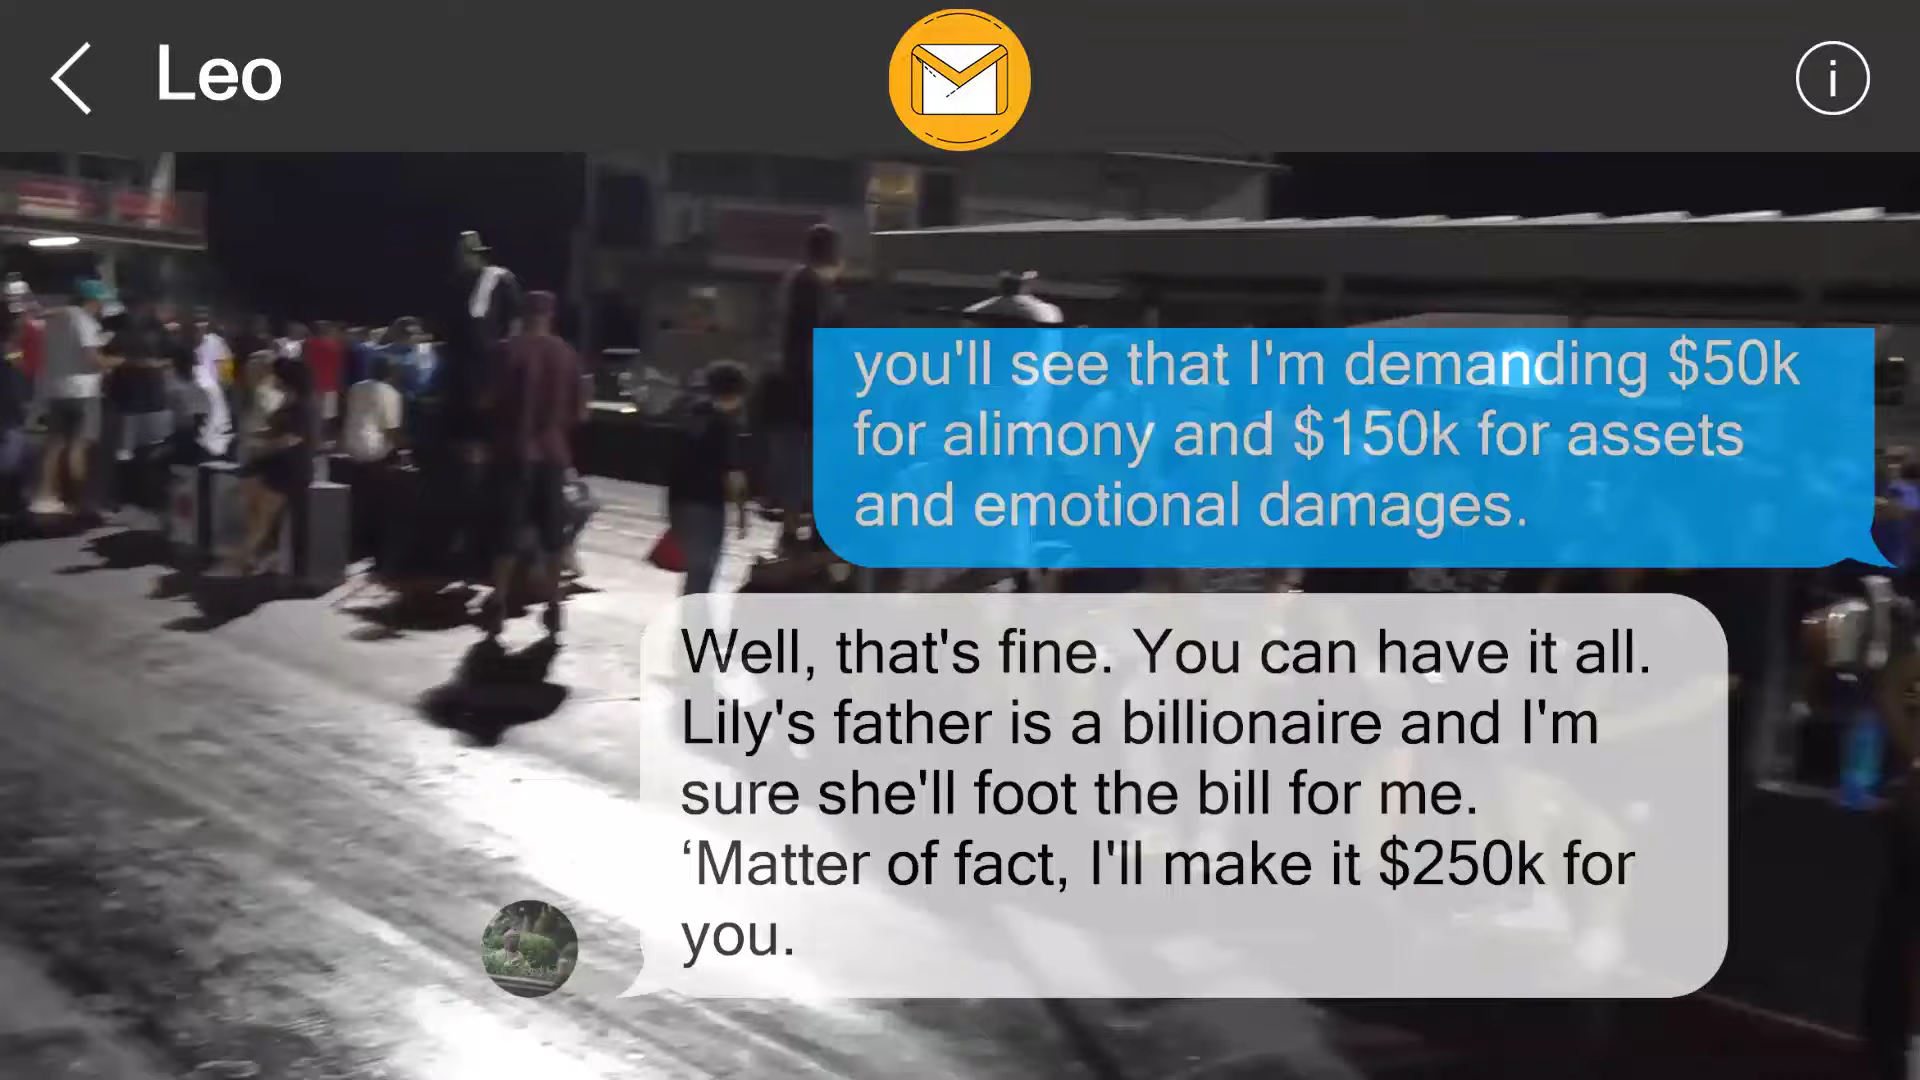 Leo
i
you'll see that I'm demanding $50k
for alimony and $150k for assets
and emotional damages.
Well, that's fine. You can have it all.
Lily's father is a billionaire and I'm
sure she'll foot the bill for me.
‘Matter of fact, I'll make it $250k for
you.